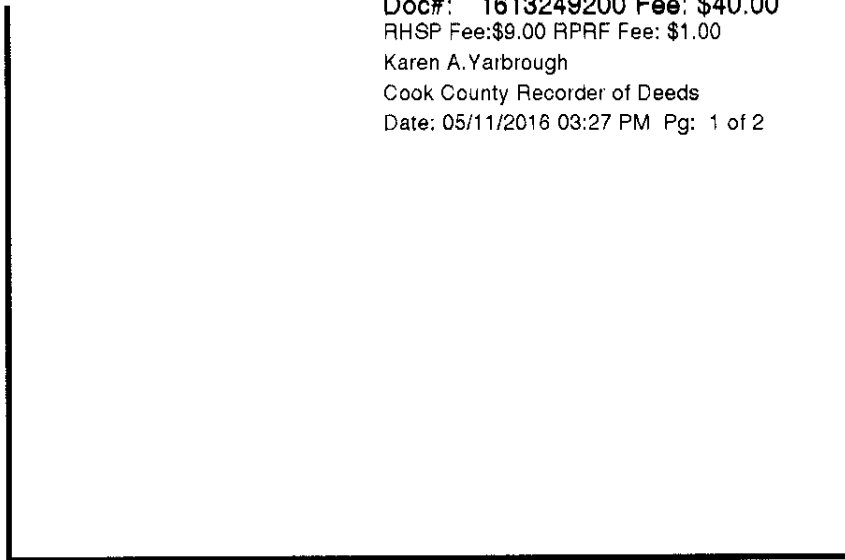 Doc#: 1613249200 Fee: $40.00
RHSP Fee:$9.00 RPRF Fee: $1.00
Karen A.Yarbrough
Cook County Recorder of Deeds
Date: 05/11/2016 03:27 PM Pg: 1 of 2